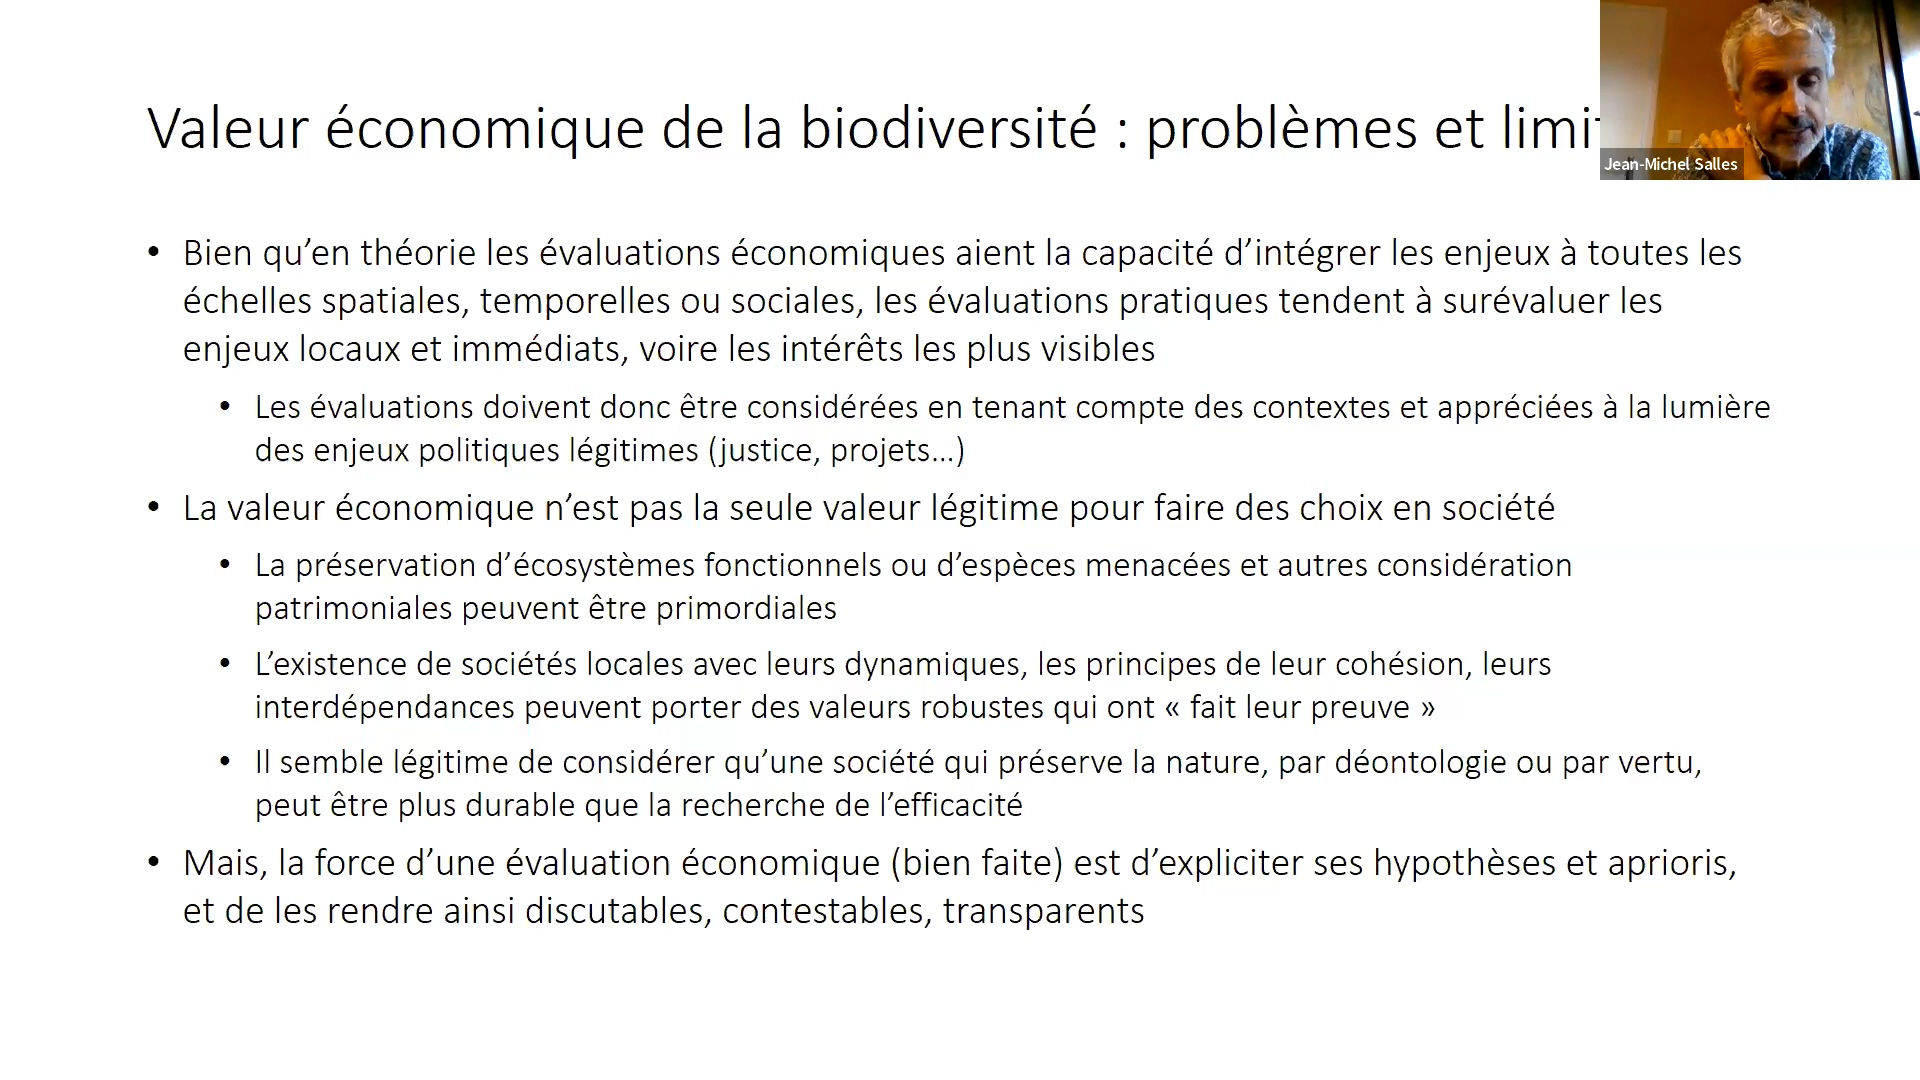 Valeur économique de la biodiversité : problèmes et
Jean-Michel Salles
• Bien qu’en théorie les évaluations économiques aient la capacité d’intégrer les enjeux à toutes les
échelles spatiales, temporelles ou sociales, les évaluations pratiques tendent à surévaluer les
enjeux locaux et immédiats, voire les intérêts les plus visibles
• Les évaluations doivent donc être considérées en tenant compte des contextes et appréciées à la lumière
des enjeux politiques légitimes (justice, projets…)
• La valeur économique n’est pas la seule valeur légitime pour faire des choix en société
• La préservation d’écosystèmes fonctionnels ou d’espèces menacées et autres considération
patrimoniales peuvent être primordiales
• L’existence de sociétés locales avec leurs dynamiques, les principes de leur cohésion, leurs
interdépendances peuvent porter des valeurs robustes qui ont « fait leur preuve »
• Il semble légitime de considérer qu’une société qui préserve la nature, par déontologie ou par vertu,
peut être plus durable que la recherche de l’efficacité
• Mais, la force d’une évaluation économique (bien faite) est d’expliciter ses hypothèses et aprioris,
et de les rendre ainsi discutables, contestables, transparents